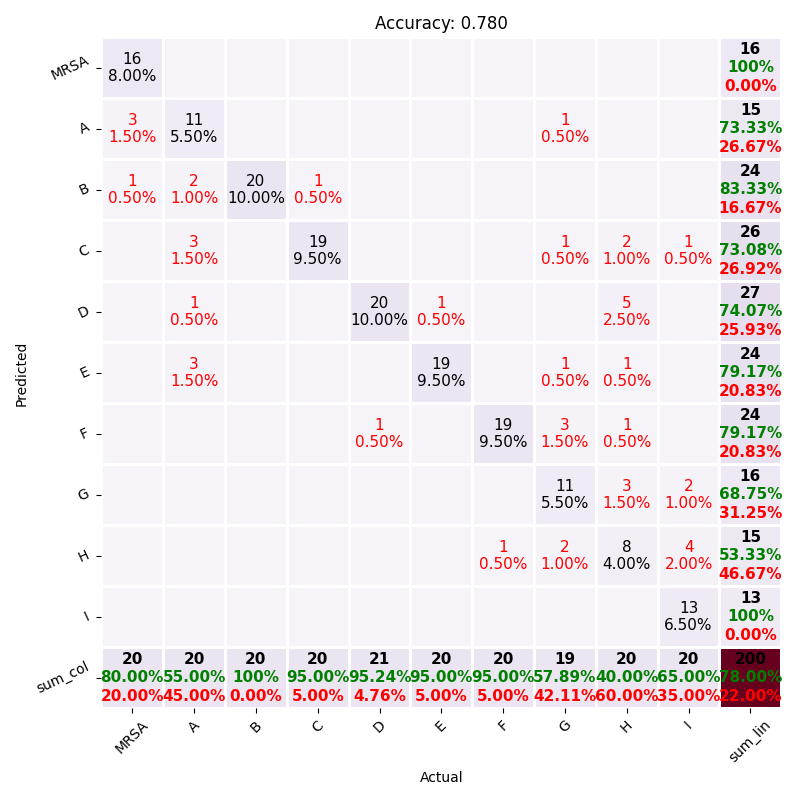 Accuracy: 0.780
MRSA 16 16
8.00% 100%
0.00%
A 3 11 1 15
1.50% 5.50% 0.50% 73.33%
26.67%
B 1 2 20 1 24
0.50% 1.00% 10.00% 0.50% 83.33%
16.67%
C 3 19 1 2 1 26
1.50% 9.50% 0.50% 1.00% 0.50% 73.08%
26.92%
D 1 20 1 5 27
0.50% 10.00% 0.50% 2.50% 74.07%
25.93%
E 3 19 1 1 24
1.50% 9.50% 0.50% 0.50% 79.17%
20.83%
F 1 19 3 1 24
0.50% 9.50% 1.50% 0.50% 79.17%
20.83%
G 11 3 2 16
5.50% 1.50% 1.00% 68.75%
31.25%
H 1 2 8 4 15
0.50% 1.00% 4.00% 2.00% 53.33%
46.67%
I 13 13
6.50% 100%
0.00%
sum_col 20 20 20 20 21 20 20 19 20 20 200
80.00% 55.00% 100% 95.00% 95.24% 95.00% 95.00% 57.89% 40.00% 65.00% 78.00%
20.00% 45.00% 0.00% 5.00% 4.76% 5.00% 5.00% 42.11% 60.00% 35.00% 22.00%
MRSA A B C D E F G H I sum_lin
Predicted
Actual